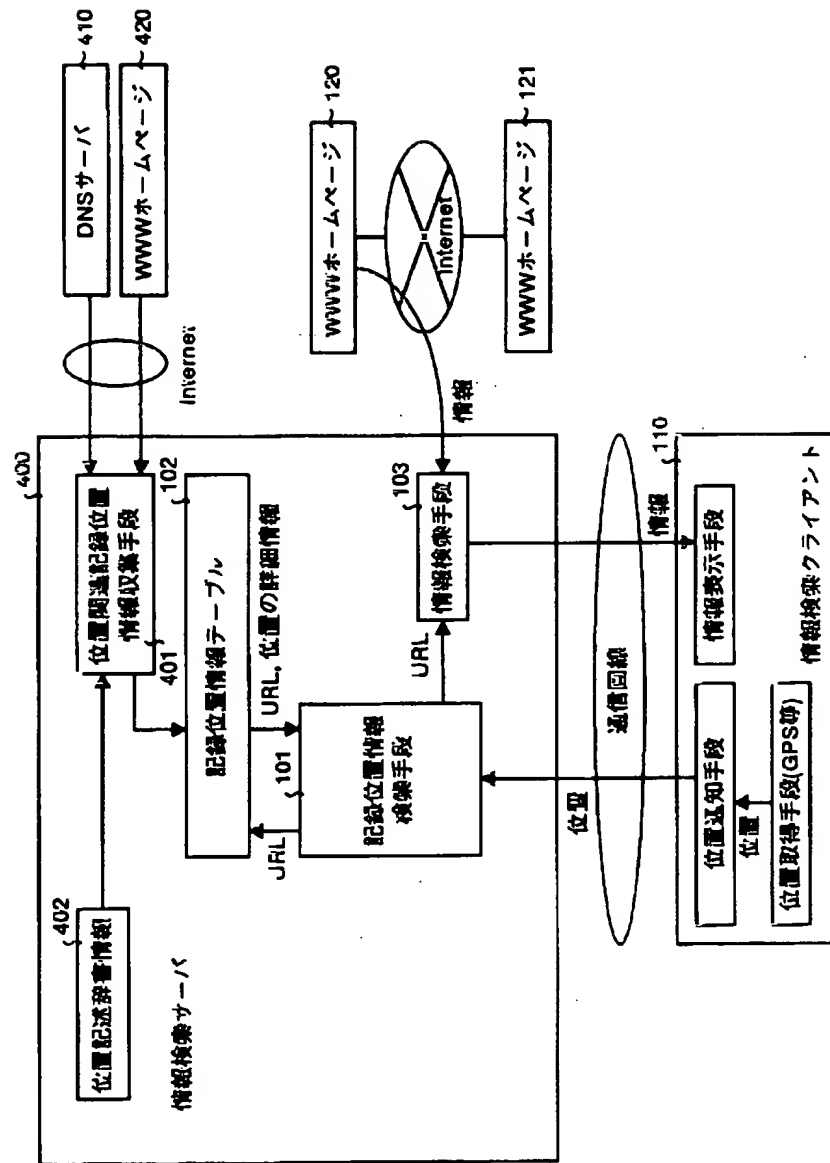 400
情報検索サーバ
402
位置記述辞書情報
位置関連記録位置
情報収集手段
401
102
記録位置情報テーブル
URL
101
URL, 位置の詳細情報
記録位置情報
検索手段
URL
103
情報検索手段
情報
Internet
DNSサーバ
410
WWWホームページ
420
WWWホームページ
120
Internet
WWWホームページ
121
位置
通信回線
情報
110
位置通知手段
位置
位置取得手段(GPS等)
情報表示手段
情報検索クライアント